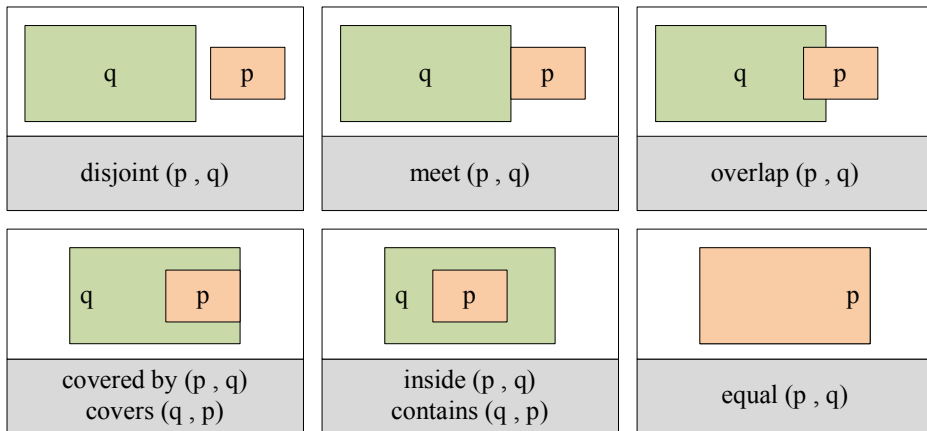 q p
disjoint (p , q)
q p
meet (p , q)
q p
overlap (p , q)
q p
covered by (p , q)
covers (q , p)
q p
inside (p , q)
contains (q , p)
p
equal (p , q)